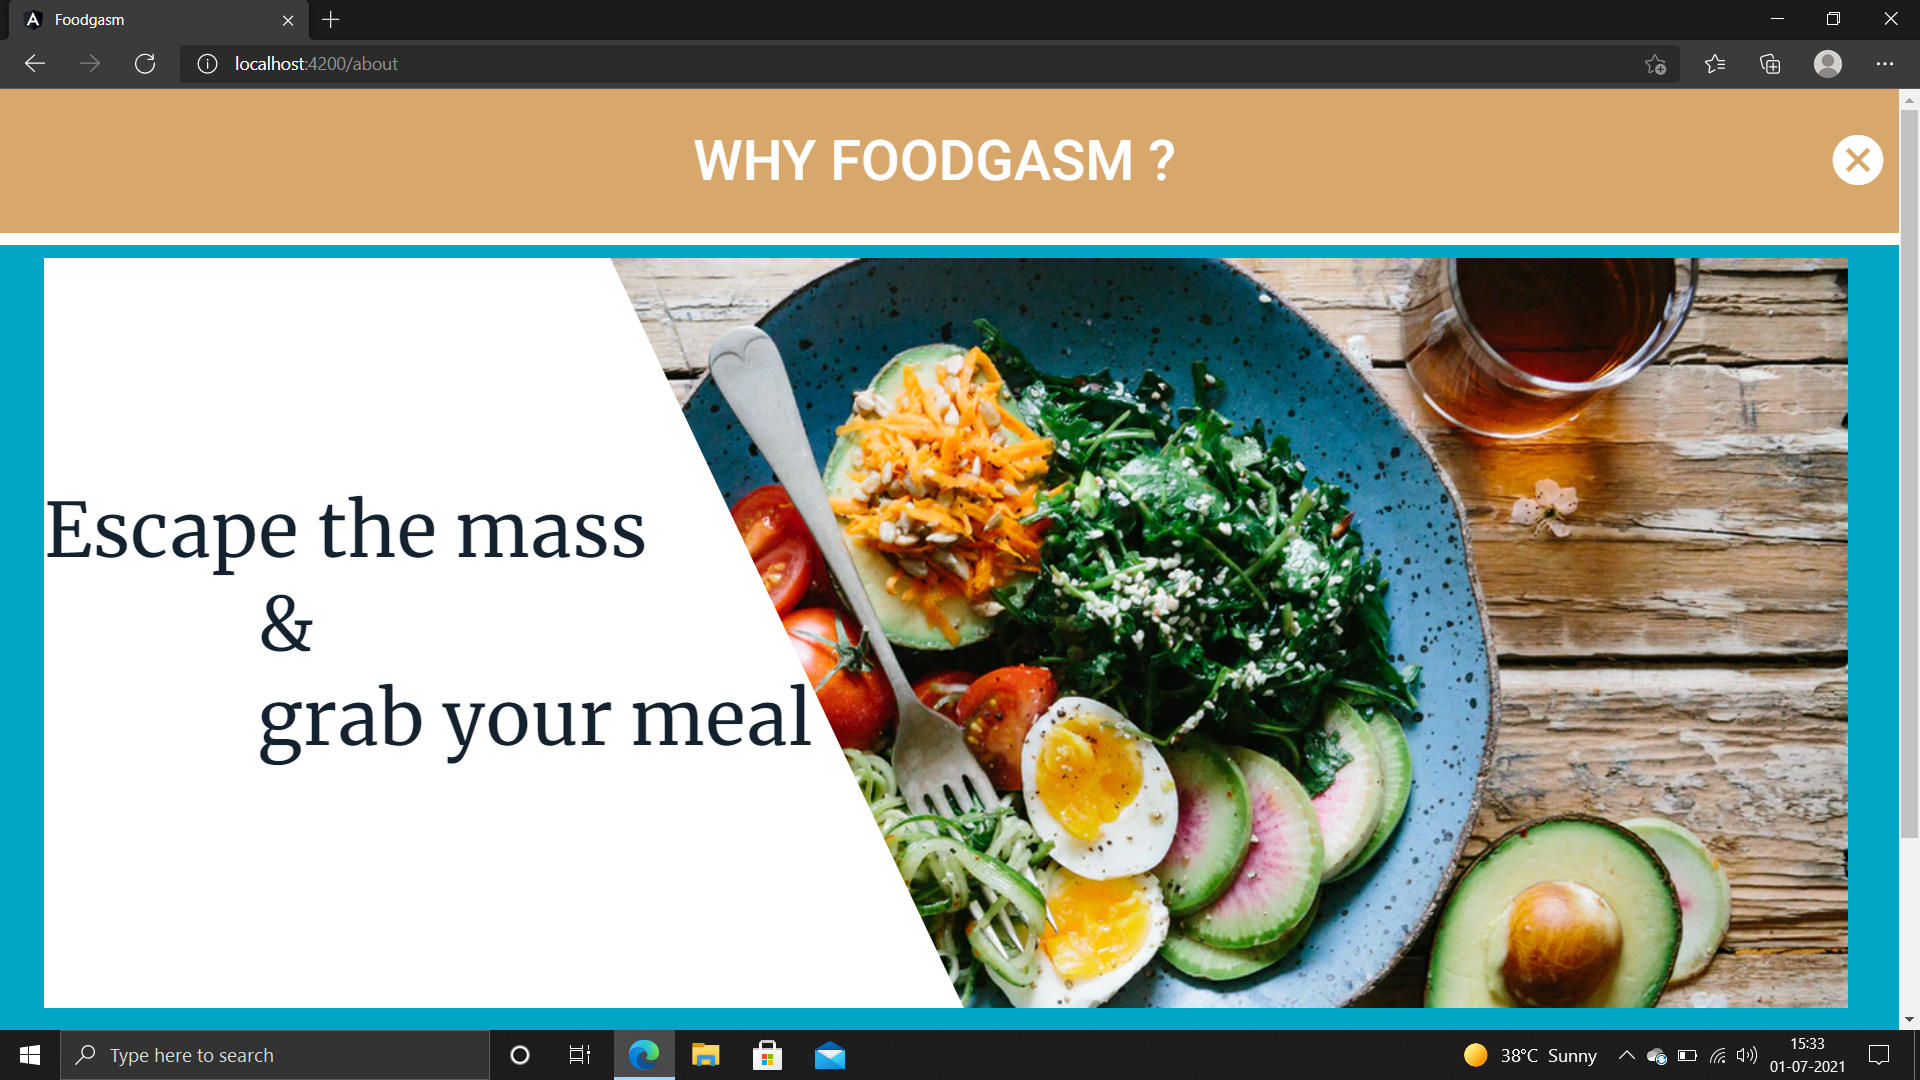 Foodgasm
localhost:4200/about
WHY FOODGASM ?
Escape the mass
&
grab your meal
Type here to search
38°C Sunny
15:33
01-07-2021